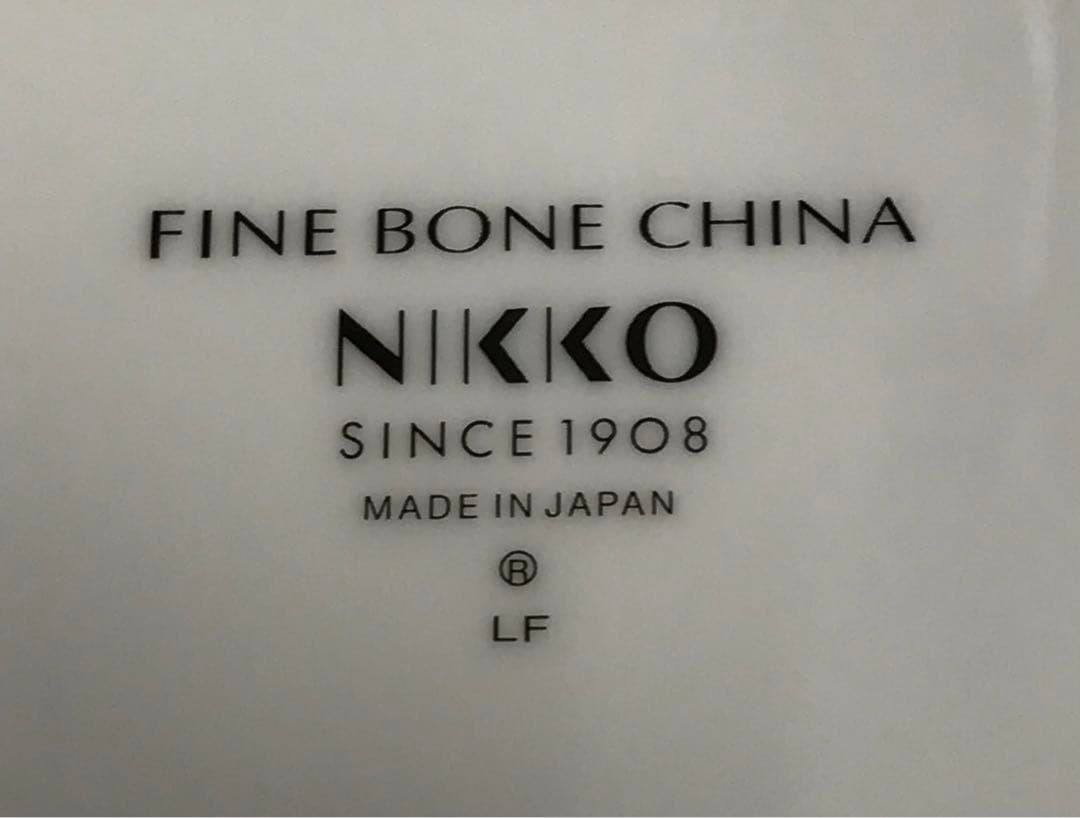 FINE BONE CHINA
NIKKO
SINCE 1908
MADE IN JAPAN
®
LF